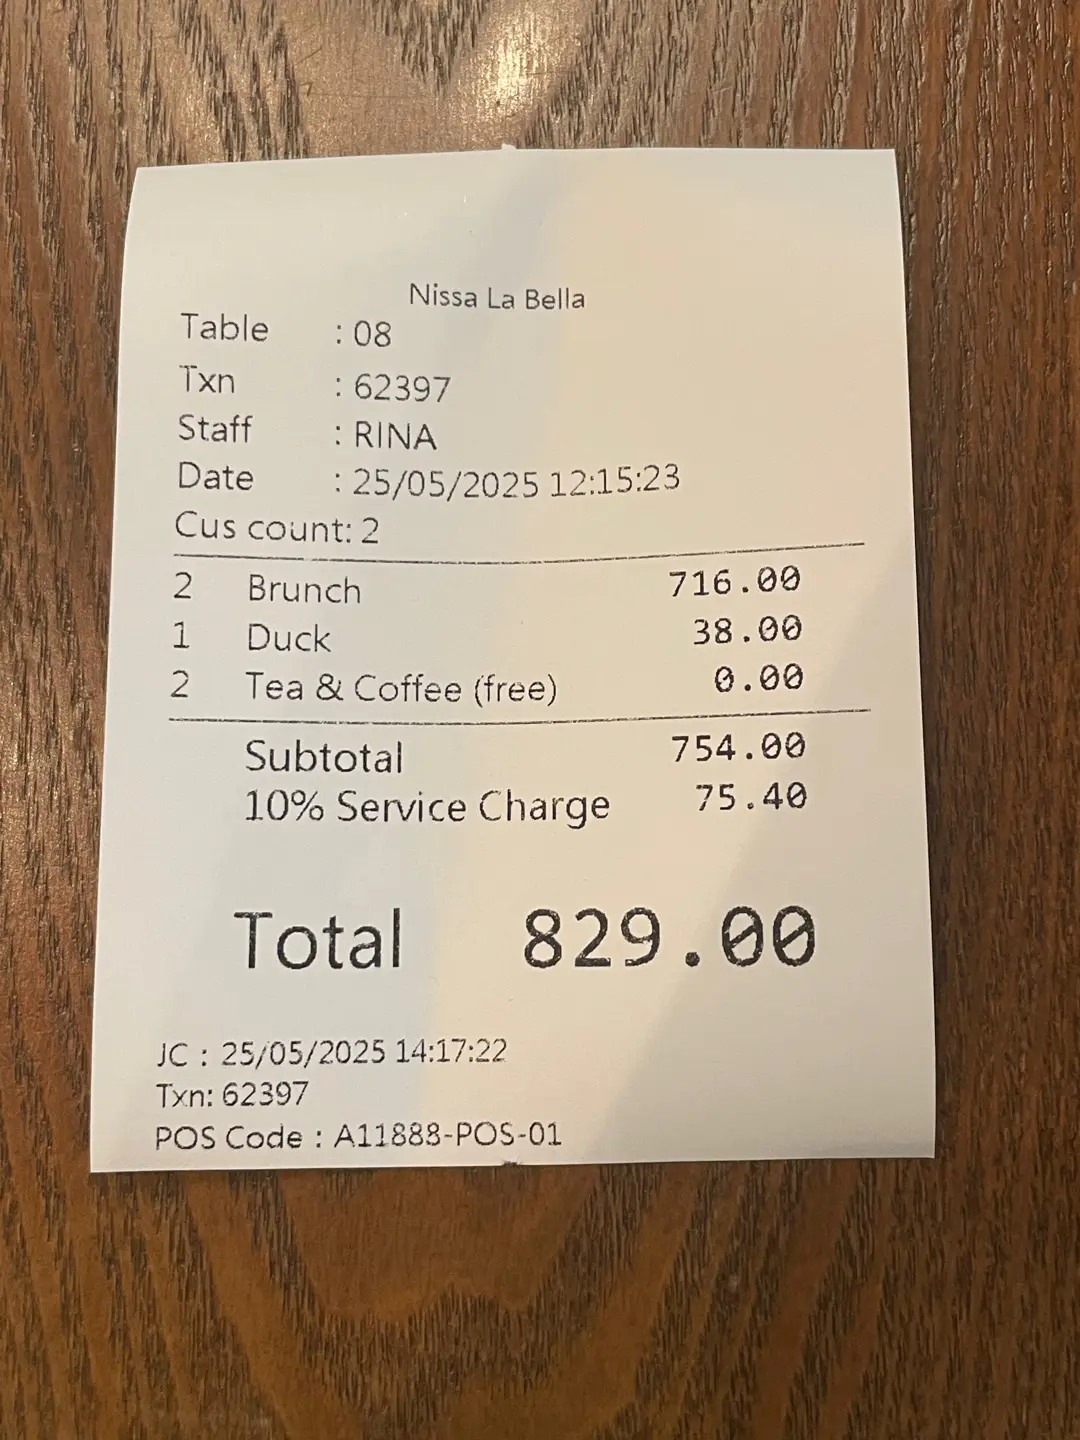 Nissa La Bella
Table : 08
Txn : 62397
Staff : RINA
Date : 25/05/2025 12:15:23
Cus count: 2
2 Brunch 716.00
1 Duck 38.00
2 Tea & Coffee (free) 0.00
Subtotal 754.00
10% Service Charge 75.40
Total 829.00
JC : 25/05/2025 14:17:22
Txn: 62397
POS Code : A11888-POS-01